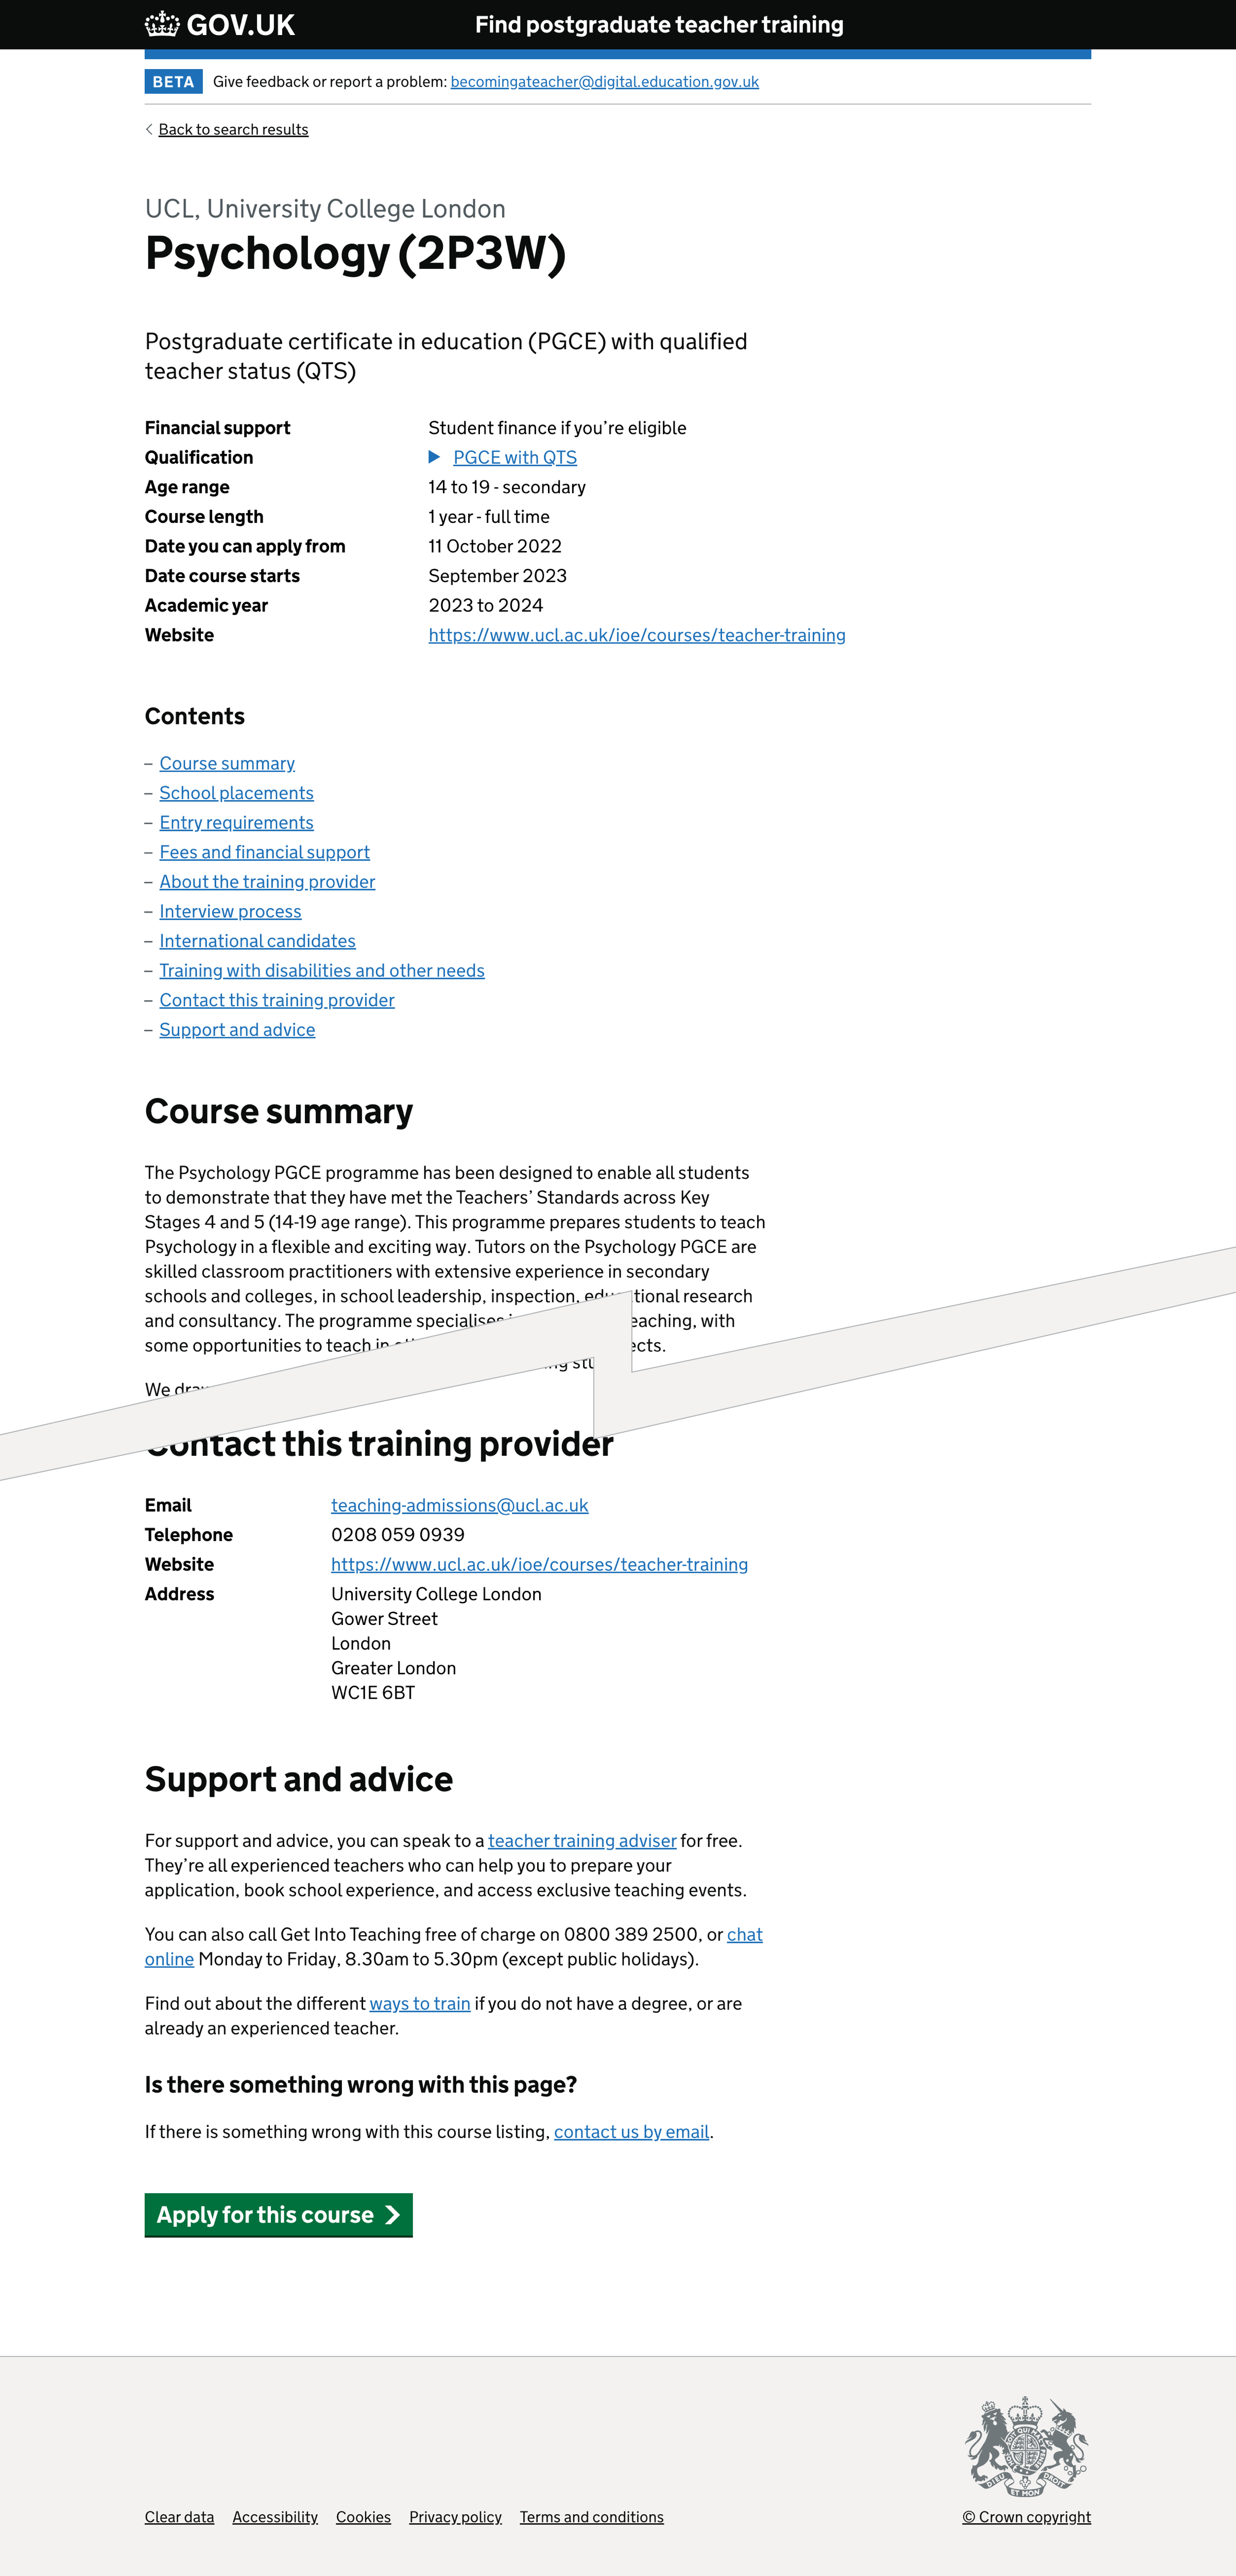 GOV.UK
Find postgraduate teacher training
BETA Give feedback or report a problem: becomingateacher@digital.education.gov.uk
Back to search results
UCL, University College London
Psychology (2P3W)
Postgraduate certificate in education (PGCE) with qualified
teacher status (QTS)
Financial support Student finance if you’re eligible
Qualification PGCE with QTS
Age range 14 to 19 - secondary
Course length 1 year - full time
Date you can apply from 11 October 2022
Date course starts September 2023
Academic year 2023 to 2024
Website https://www.ucl.ac.uk/ioe/courses/teacher-training
Contents
– Course summary
– School placements
– Entry requirements
– Fees and financial support
– About the training provider
– Interview process
– International candidates
– Training with disabilities and other needs
– Contact this training provider
– Support and advice
Course summary
The Psychology PGCE programme has been designed to enable all students
to demonstrate that they have met the Teachers’ Standards across Key
Stages 4 and 5 (14-19 age range). This programme prepares students to teach
Psychology in a flexible and exciting way. Tutors on the Psychology PGCE are
skilled classroom practitioners with extensive experience in secondary
schools and colleges, in school leadership, inspection, educational research
and consultancy. The programme specialises eaching, with
some opportunities to teach in ects.
We
Contact this training provider
Email teaching-admissions@ucl.ac.uk
Telephone 0208 059 0939
Website https://www.ucl.ac.uk/ioe/courses/teacher-training
Address University College London
Gower Street
London
Greater London
WC1E 6BT
Support and advice
For support and advice, you can speak to a teacher training adviser for free.
They’re all experienced teachers who can help you to prepare your
application, book school experience, and access exclusive teaching events.
You can also call Get Into Teaching free of charge on 0800 389 2500, or chat
online Monday to Friday, 8.30am to 5.30pm (except public holidays).
Find out about the different ways to train if you do not have a degree, or are
already an experienced teacher.
Is there something wrong with this page?
If there is something wrong with this course listing, contact us by email.
Apply for this course
DIEU ET MON DROIT
Clear data Accessibility Cookies Privacy policy Terms and conditions
© Crown copyright